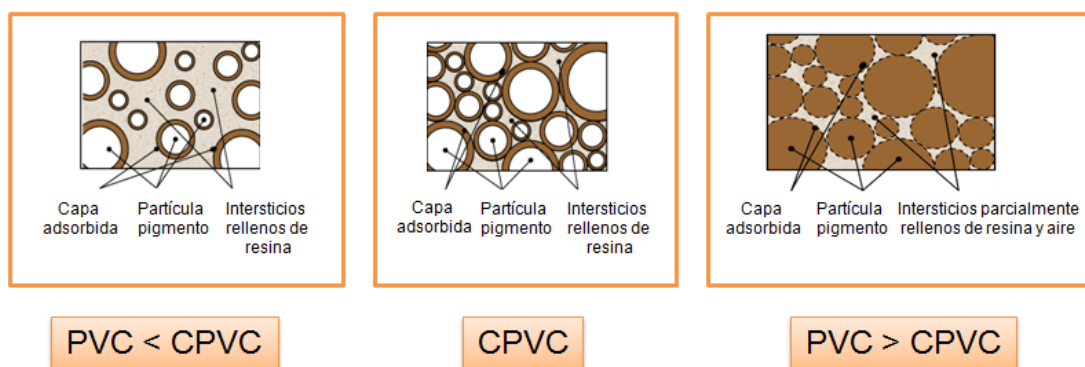 Capa
adsorbida
Partícula
pigmento
Intersticios
rellenos de
resina
Capa
adsorbida
Partícula
pigmento
Intersticios
rellenos de
resina
Capa
adsorbida
Partícula
pigmento
Intersticios parcialmente
rellenos de resina y aire
PVC < CPVC
CPVC
PVC > CPVC